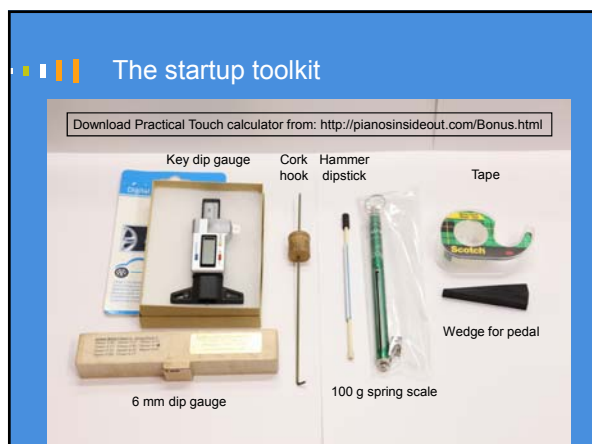 The startup toolkit
Download Practical Touch calculator from: http://pianosinsideout.com/Bonus.html
Key dip gauge
Cork
hook
Hammer
dipstick
Tape
Digital
Scotch
Wedge for pedal
6 mm dip gauge
100 g spring scale